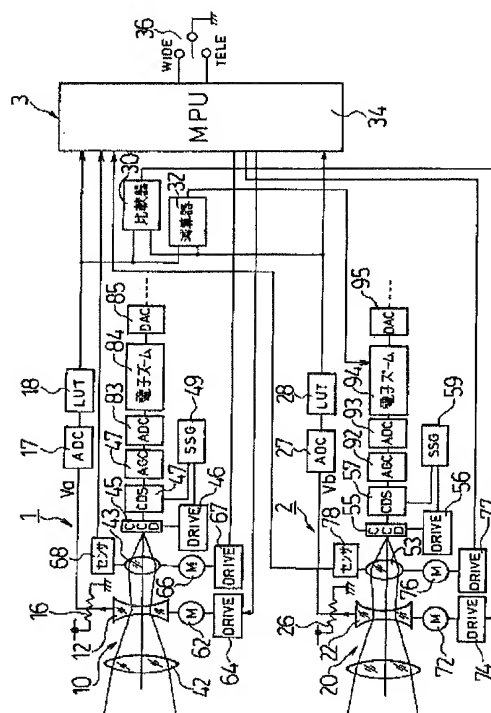 3
MPU
34
36
WIDE
TELE
30
比較器
32
減算器
18
LUT
17
ADC
Va
85
DAC
84
電子ズーム
83
ADC
47
AGC
47
CDS
45
CCD
43
49
SSG
46
DRIVE
1
68
センサ
16
12
10
42
M
66
67
DRIVE
M
62
64
DRIVE
28
LUT
27
ADC
Vb
95
DAC
94
電子ズーム
93
ADC
92
AGC
57
CDS
55
CCD
53
59
SSG
56
DRIVE
2
78
センサ
26
22
20
M
76
77
DRIVE
M
72
74
DRIVE